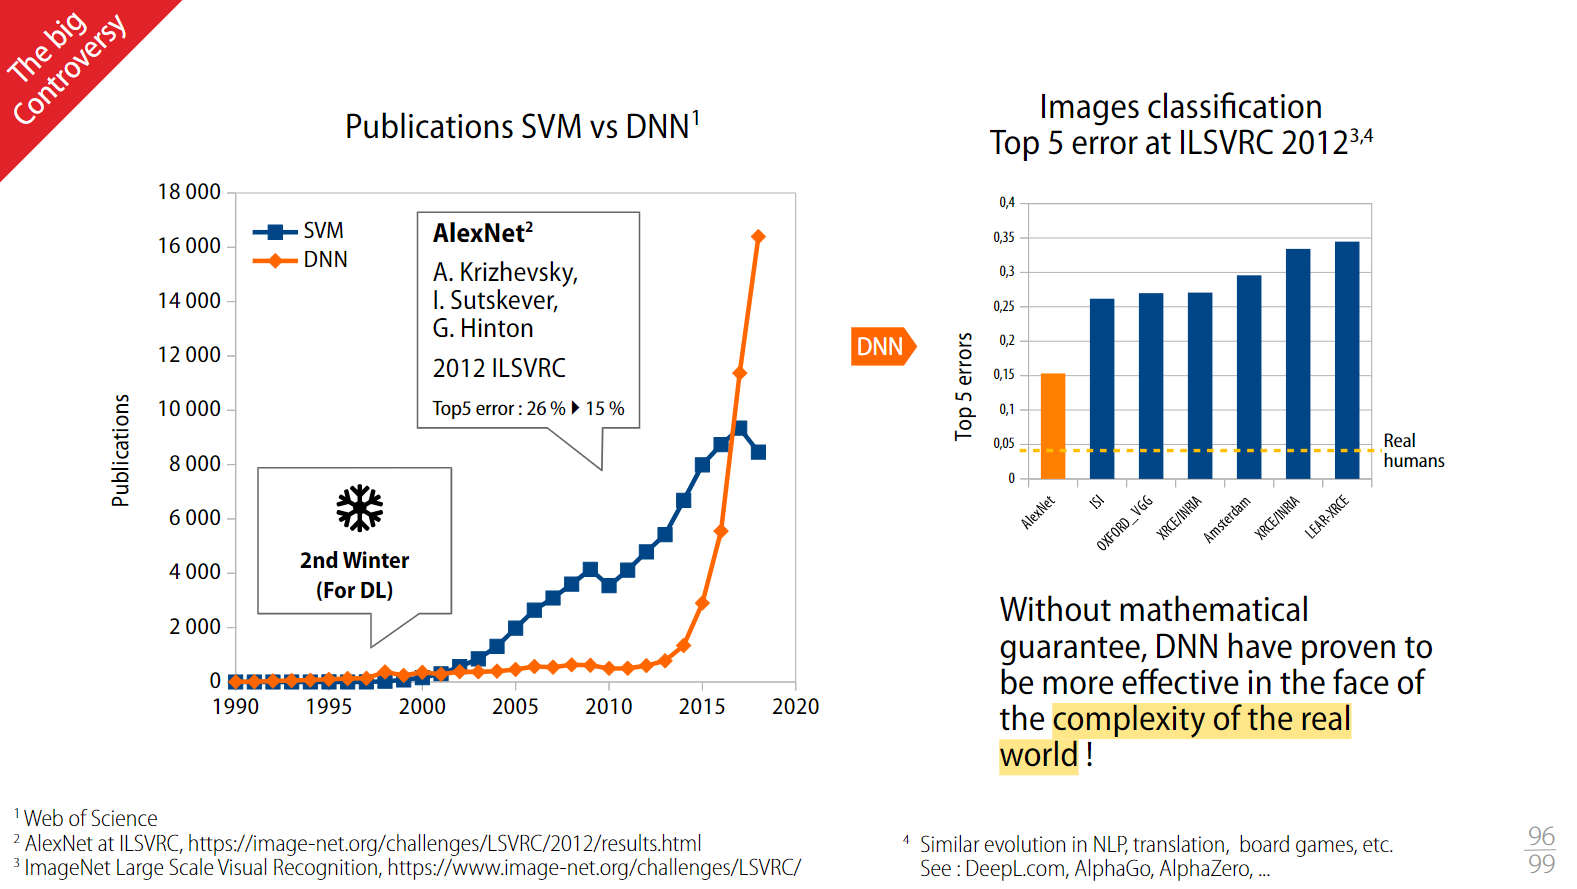 The big
Controversy
Publications SVM vs DNN1
18 000
16 000
14 000
12 000
10 000
8 000
6 000
4 000
2 000
0
Publications
1990
1995
2000
2005
2010
2015
2020
SVM
DNN
AlexNet2
A. Krizhevsky,
I. Sutskever,
G. Hinton
2012 ILSVRC
Top5 error : 26 % ▶ 15 %
2nd Winter
(For DL)
DNN
Images classification
Top 5 error at ILSVRC 20123,4
0,4
0,35
0,3
0,25
0,2
0,15
0,1
0,05
0
Top 5 errors
Real
humans
AlexNet
ISI
OXFORD_VGG
XRCE/INRIA
Amsterdam
XRCE/INRIA
LEAR-XRCE
Without mathematical
guarantee, DNN have proven to
be more effective in the face of
the complexity of the real
world !
1 Web of Science
2 AlexNet at ILSVRC, https://image-net.org/challenges/LSVRC/2012/results.html
3 ImageNet Large Scale Visual Recognition, https://www.image-net.org/challenges/LSVRC/
4 Similar evolution in NLP, translation, board games, etc.
See : DeepL.com, AlphaGo, AlphaZero, ...
96
99